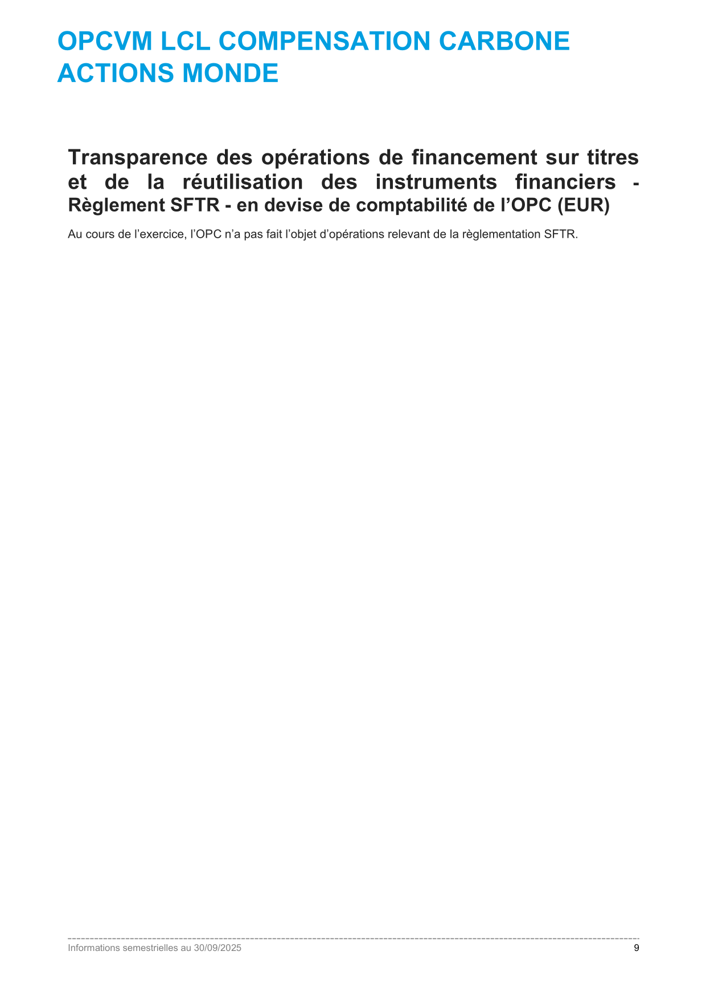 OPCVM LCL COMPENSATION CARBONE
ACTIONS MONDE
Transparence des opérations de financement sur titres
et de la réutilisation des instruments financiers -
Règlement SFTR - en devise de comptabilité de l’OPC (EUR)
Au cours de l’exercice, l’OPC n’a pas fait l’objet d’opérations relevant de la règlementation SFTR.
Informations semestrielles au 30/09/2025 9